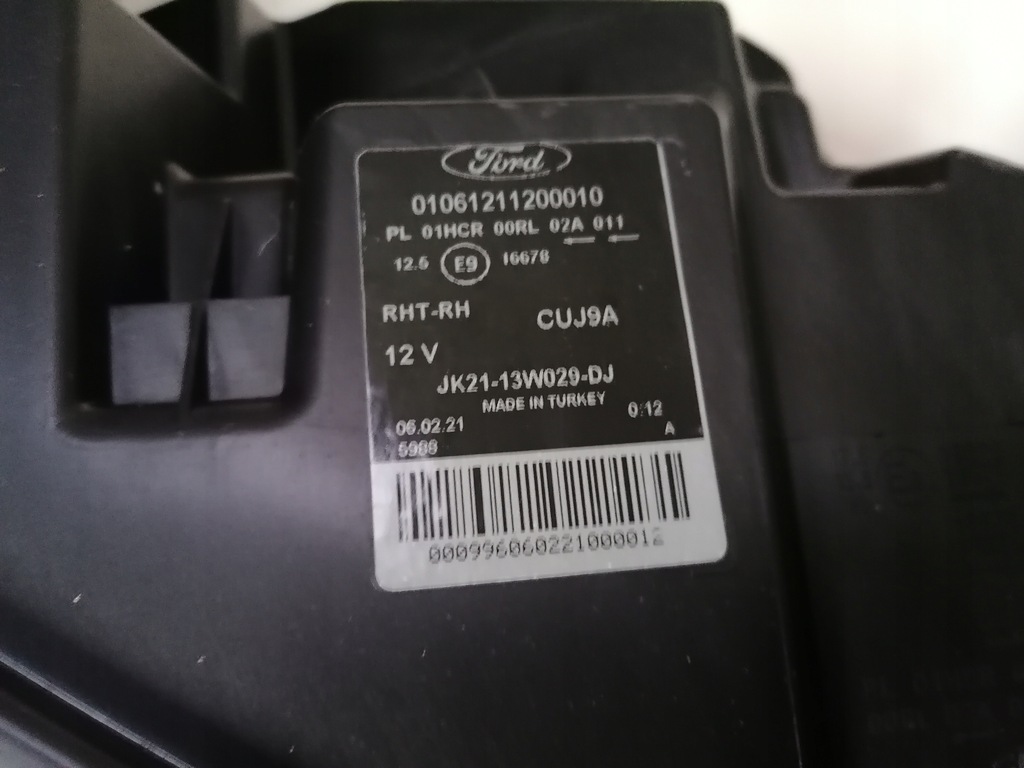 Ford
01061211200010
PL 01HCR 00RL 02A 011
12.5 E9 16678
RHT-RH CUJ9A
12 V
JK21-13W029-DJ
MADE IN TURKEY
06.02.21 0:12
5988 A
000996060221000012